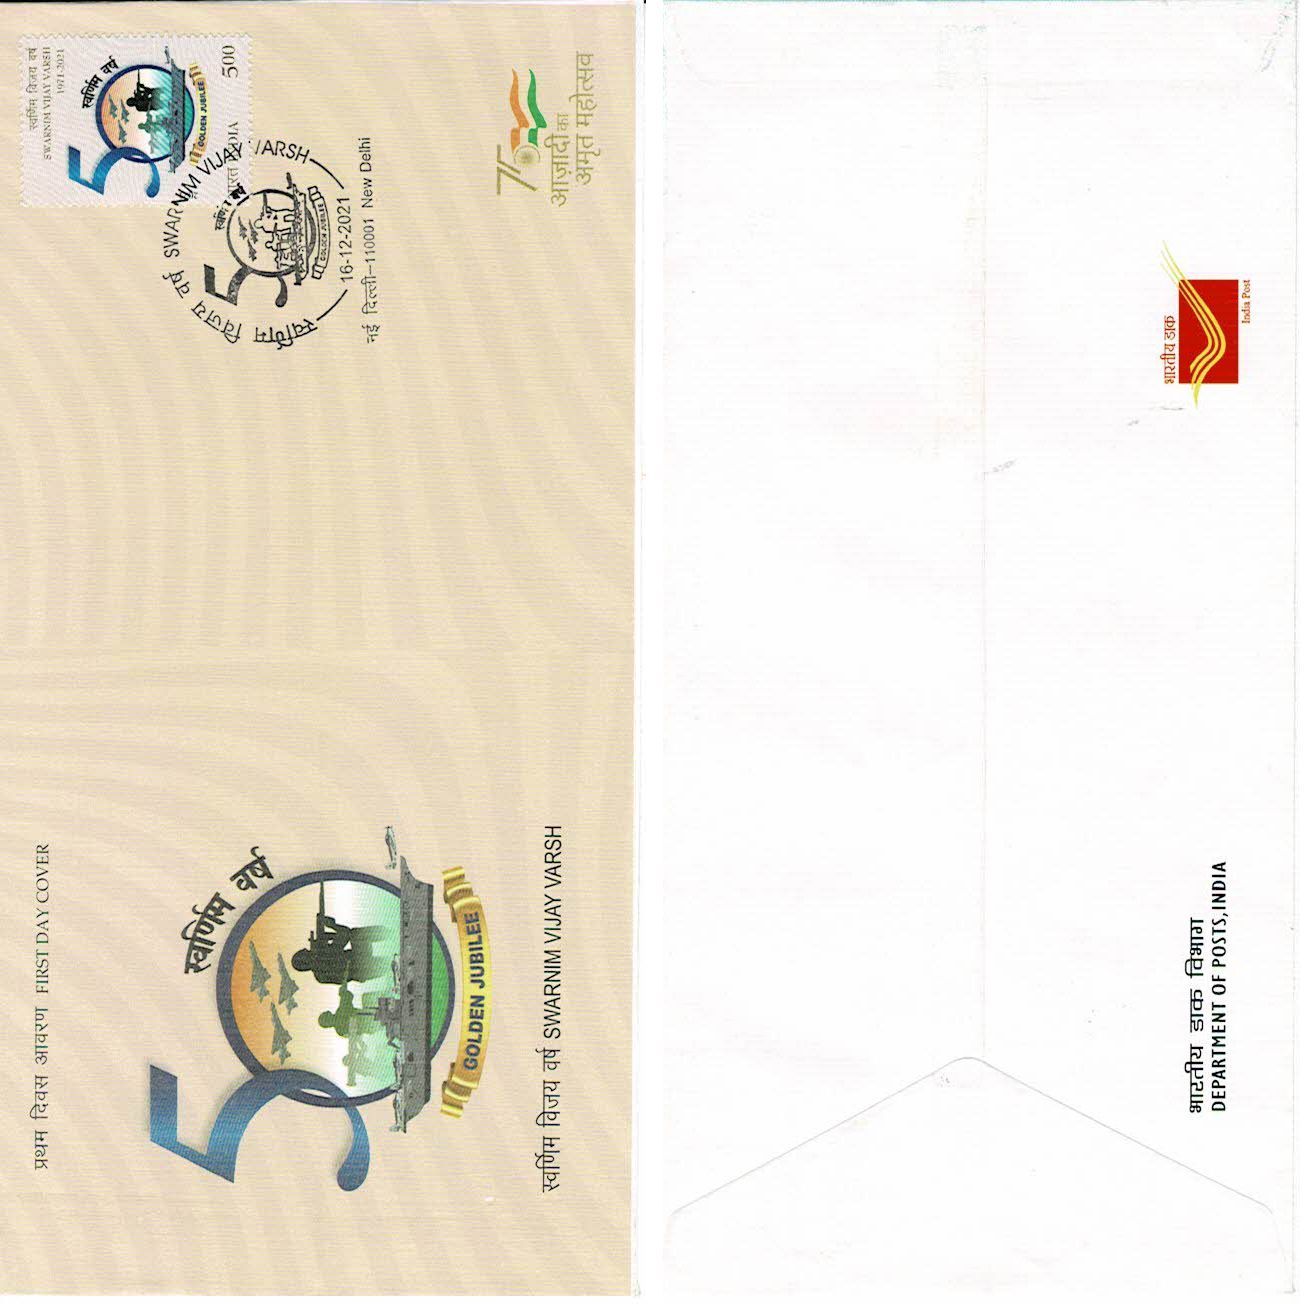 प्रथम दिवस आवरण FIRST DAY COVER
50
स्वर्णिम वर्ष
GOLDEN JUBILEE
स्वर्णिम विजय वर्ष SWARNIM VIJAY VARSH
स्वर्णिम विजय वर्ष
SWARNIM VIJAY VARSH
1971-2021
50
स्वर्णिम वर्ष
GOLDEN JUBILEE
भारत INDIA 500
स्वर्णिम विजय वर्ष SWARNIM VIJAY VARSH
50
स्वर्णिम वर्ष
GOLDEN JUBILEE
16-12-2021
नई दिल्ली-110001 New Delhi
75
आज़ादी का
अमृत महोत्सव
भारतीय डाक विभाग
DEPARTMENT OF POSTS, INDIA
भारतीय डाक
India Post